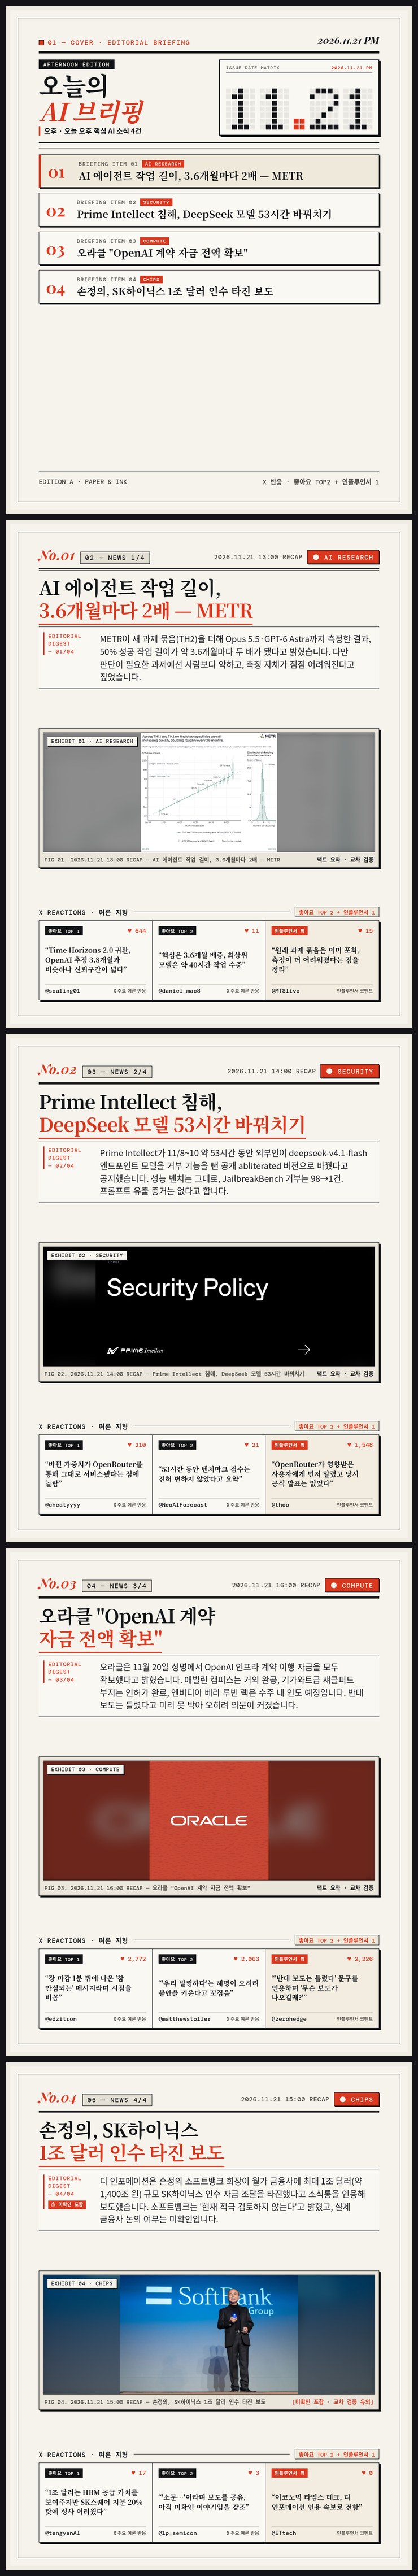 01 — COVER · EDITORIAL BRIEFING
2026.11.21 PM
AFTERNOON EDITION
오늘의
AI 브리핑
오후 · 오늘 오후 핵심 AI 소식 4건
ISSUE DATE MATRIX
2026.11.21 PM
11.21
BRIEFING ITEM 01 AI RESEARCH
01 AI 에이전트 작업 길이, 3.6개월마다 2배 — METR
BRIEFING ITEM 02 SECURITY
02 Prime Intellect 침해, DeepSeek 모델 53시간 바꿔치기
BRIEFING ITEM 03 COMPUTE
03 오라클 "OpenAI 계약 자금 전액 확보"
BRIEFING ITEM 04 CHIPS
04 손정의, SK하이닉스 1조 달러 인수 타진 보도
EDITION A · PAPER & INK
X 반응 · 좋아요 TOP2 + 인플루언서 1
No.01 02 — NEWS 1/4
2026.11.21 13:00 RECAP AI RESEARCH
AI 에이전트 작업 길이,
3.6개월마다 2배 — METR
EDITORIAL
DIGEST
— 01/04
METR이 새 과제 묶음(TH2)을 더해 Opus 5.5·GPT-6 Astra까지 측정한 결과,
50% 성공 작업 길이가 약 3.6개월마다 두 배가 됐다고 밝혔습니다. 다만
판단이 필요한 과제에선 사람보다 약하고, 측정 자체가 점점 어려워진다고
짚었습니다.
EXHIBIT 01 · AI RESEARCH
METR
FIG 01. 2026.11.21 13:00 RECAP — AI 에이전트 작업 길이, 3.6개월마다 2배 — METR
팩트 요약 · 교차 검증
X REACTIONS · 여론 지형
좋아요 TOP 2 + 인플루언서 1
좋아요 TOP 1 ♥ 644
“Time Horizons 2.0 귀환,
OpenAI 추정 3.8개월과
비슷하나 신뢰구간이 넓다”
@scaling01 X 주요 여론 반응
좋아요 TOP 2 ♥ 11
“핵심은 3.6개월 배증, 최상위
모델은 약 40시간 작업 수준”
@daniel_mac8 X 주요 여론 반응
인플루언서 픽 ♥ 15
“원래 과제 묶음은 이미 포화,
측정이 더 어려워졌다는 점을
정리”
@MTSlive 인플루언서 코멘트
No.02 03 — NEWS 2/4
2026.11.21 14:00 RECAP SECURITY
Prime Intellect 침해,
DeepSeek 모델 53시간 바꿔치기
EDITORIAL
DIGEST
— 02/04
Prime Intellect가 11/8~10 약 53시간 동안 외부인이 deepseek-v4.1-flash
엔드포인트 모델을 거부 기능을 뺀 공개 abliterated 버전으로 바꿨다고
공지했습니다. 성능 벤치는 그대로, JailbreakBench 거부는 98→1건.
프롬프트 유출 증거는 없다고 합니다.
EXHIBIT 02 · SECURITY
Security Policy
PRIME Intellect
FIG 02. 2026.11.21 14:00 RECAP — Prime Intellect 침해, DeepSeek 모델 53시간 바꿔치기
팩트 요약 · 교차 검증
X REACTIONS · 여론 지형
좋아요 TOP 2 + 인플루언서 1
좋아요 TOP 1 ♥ 210
“바뀐 가중치가 OpenRouter를
통해 그대로 서비스됐다는 점에
놀람”
@cheatyyyy X 주요 여론 반응
좋아요 TOP 2 ♥ 21
“53시간 동안 벤치마크 점수는
전혀 변하지 않았다고 요약”
@NeoAIForecast X 주요 여론 반응
인플루언서 픽 ♥ 1,548
“OpenRouter가 영향받은
사용자에게 먼저 알렸고 당시
공식 발표는 없었다”
@theo 인플루언서 코멘트
No.03 04 — NEWS 3/4
2026.11.21 16:00 RECAP COMPUTE
오라클 "OpenAI 계약
자금 전액 확보"
EDITORIAL
DIGEST
— 03/04
오라클은 11월 20일 성명에서 OpenAI 인프라 계약 이행 자금을 모두
확보했다고 밝혔습니다. 애빌린 캠퍼스는 거의 완공, 기가와트급 새클퍼드
부지는 인허가 완료, 엔비디아 베라 루빈 랙은 수주 내 인도 예정입니다. 반대
보도는 틀렸다고 미리 못 박아 오히려 의문이 커졌습니다.
EXHIBIT 03 · COMPUTE
ORACLE
FIG 03. 2026.11.21 16:00 RECAP — 오라클 "OpenAI 계약 자금 전액 확보"
팩트 요약 · 교차 검증
X REACTIONS · 여론 지형
좋아요 TOP 2 + 인플루언서 1
좋아요 TOP 1 ♥ 2,772
“장 마감 1분 뒤에 나온 '참
안심되는' 메시지라며 시점을
비꼼”
@edzitron X 주요 여론 반응
좋아요 TOP 2 ♥ 2,063
“'우리 멀쩡하다'는 해명이 오히려
불안을 키운다고 꼬집음”
@matthewstoller X 주요 여론 반응
인플루언서 픽 ♥ 2,226
“'반대 보도는 틀렸다' 문구를
인용하며 '무슨 보도가
나오길래?'”
@zerohedge 인플루언서 코멘트
No.04 05 — NEWS 4/4
2026.11.21 15:00 RECAP CHIPS
손정의, SK하이닉스
1조 달러 인수 타진 보도
EDITORIAL
DIGEST
— 04/04
⚠ 미확인 포함
디 인포메이션은 손정의 소프트뱅크 회장이 월가 금융사에 최대 1조 달러(약
1,400조 원) 규모 SK하이닉스 인수 자금 조달을 타진했다고 소식통을 인용해
보도했습니다. 소프트뱅크는 '현재 적극 검토하지 않는다'고 밝혔고, 실제
금융사 논의 여부는 미확인입니다.
EXHIBIT 04 · CHIPS
SoftBank
Group
FIG 04. 2026.11.21 15:00 RECAP — 손정의, SK하이닉스 1조 달러 인수 타진 보도
[미확인 포함 · 교차 검증 유의]
X REACTIONS · 여론 지형
좋아요 TOP 2 + 인플루언서 1
좋아요 TOP 1 ♥ 17
“1조 달러는 HBM 공급 가치를
보여주지만 SK스퀘어 지분 20%
탓에 성사 어려웠다”
@tengyanAI X 주요 여론 반응
좋아요 TOP 2 ♥ 3
“'소문…'이라며 보도를 공유,
아직 미확인 이야기임을 강조”
@lp_semicon X 주요 여론 반응
인플루언서 픽 ♥ 0
“이코노믹 타임스 테크, 디
인포메이션 인용 속보로 전함”
@ETtech 인플루언서 코멘트